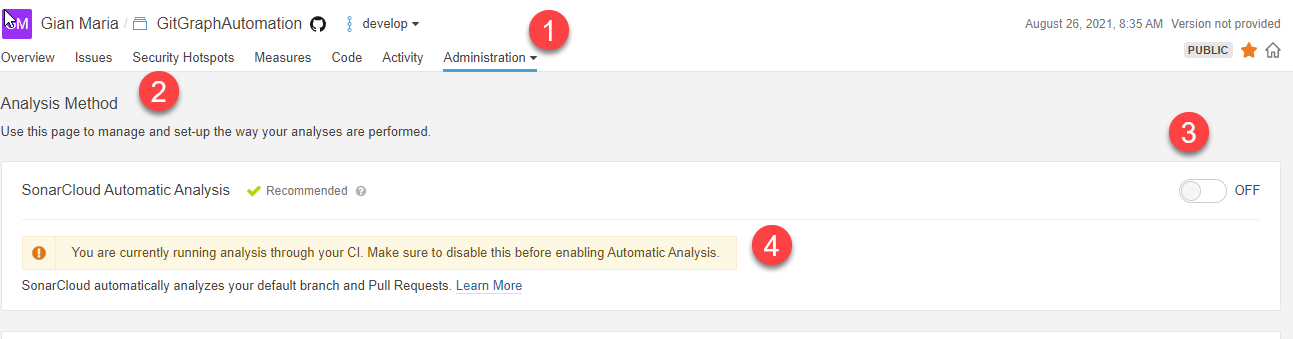 GM Gian Maria / GitGraphAutomation develop August 26, 2021, 8:35 AM Version not provided
1
Overview Issues Security Hotspots Measures Code Activity Administration PUBLIC
2
Analysis Method
Use this page to manage and set-up the way your analyses are performed.
3
SonarCloud Automatic Analysis Recommended ? OFF
! You are currently running analysis through your CI. Make sure to disable this before enabling Automatic Analysis. 4
SonarCloud automatically analyzes your default branch and Pull Requests. Learn More